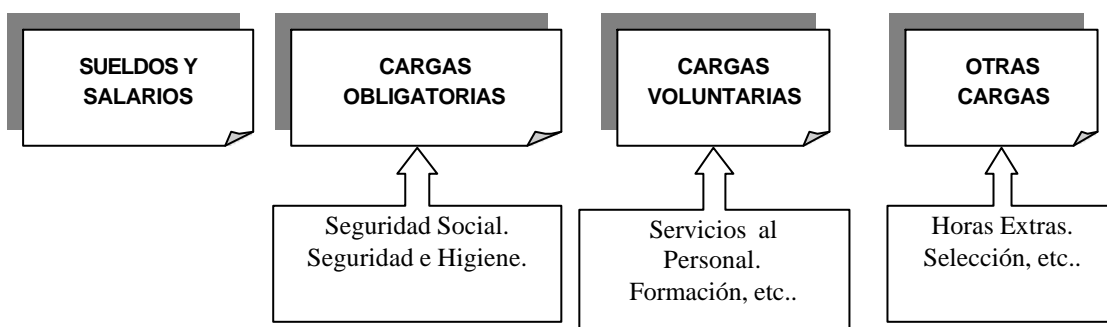 SUELDOS Y
SALARIOS
CARGAS
OBLIGATORIAS
CARGAS
VOLUNTARIAS
OTRAS
CARGAS
Seguridad Social.
Seguridad e Higiene.
Servicios al
Personal.
Formación, etc..
Horas Extras.
Selección, etc..